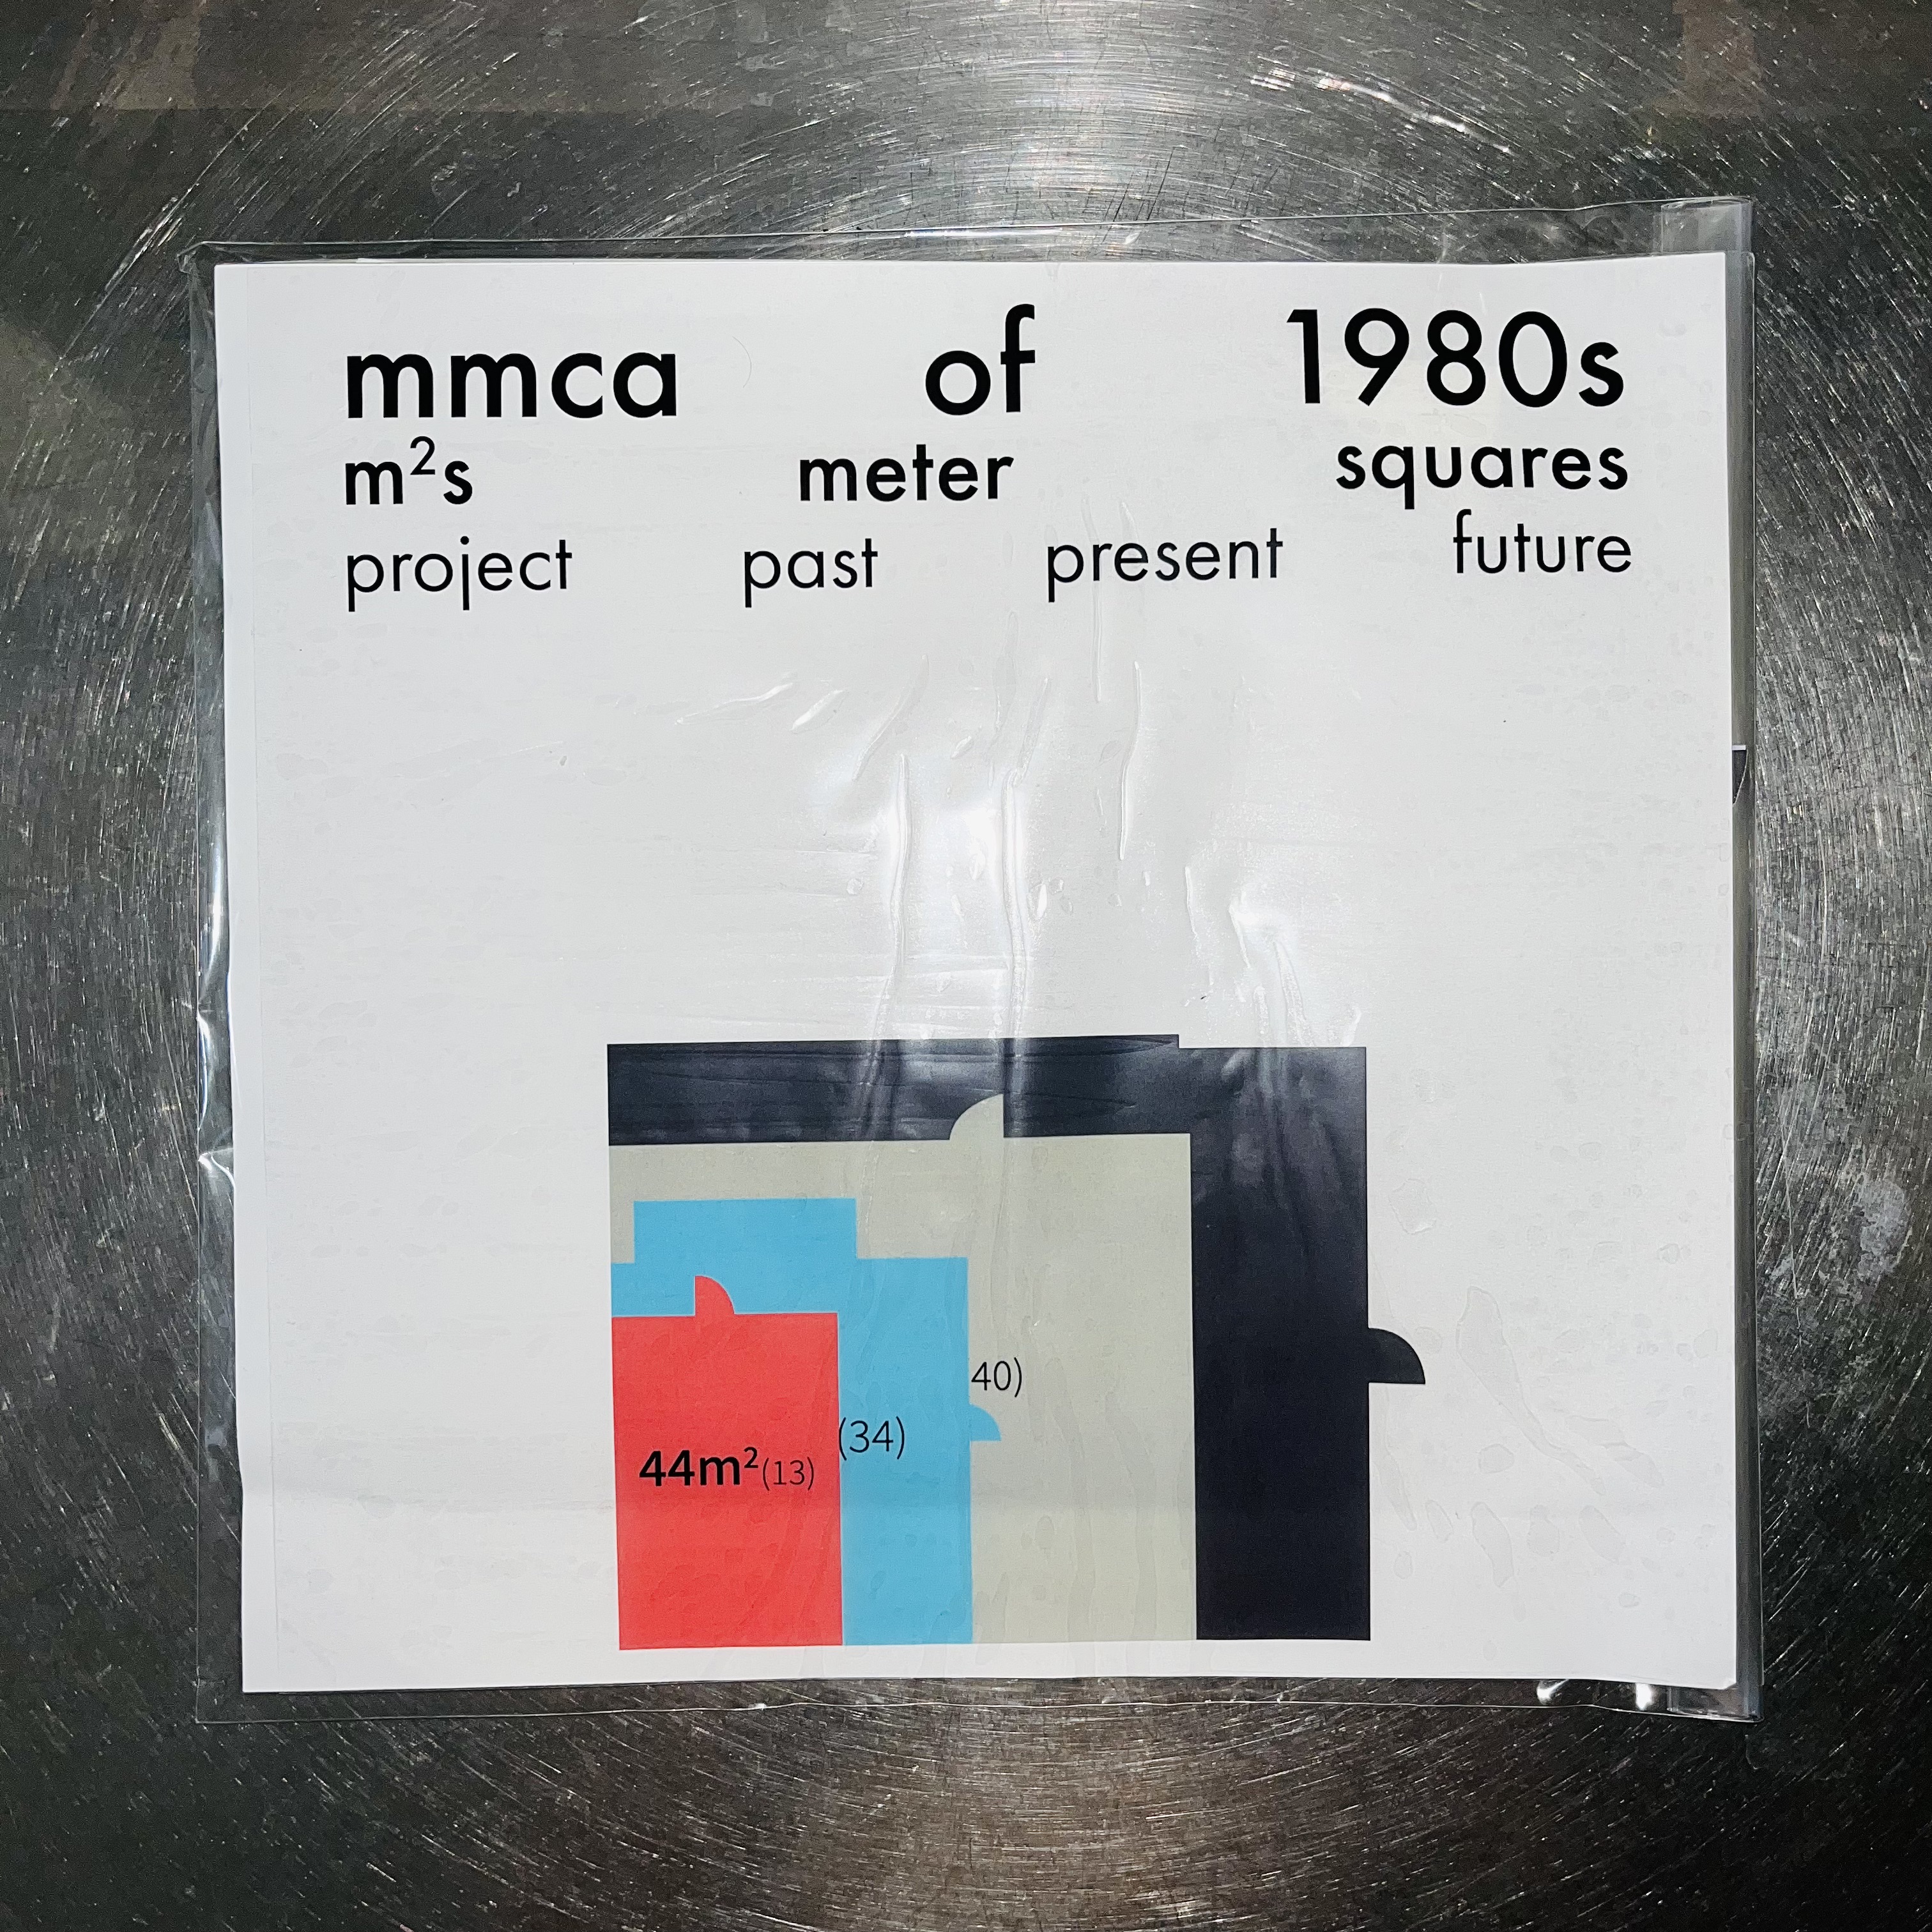 mmca of 1980s
m²s meter squares
project past present future
40)
(34)
44m²(13)